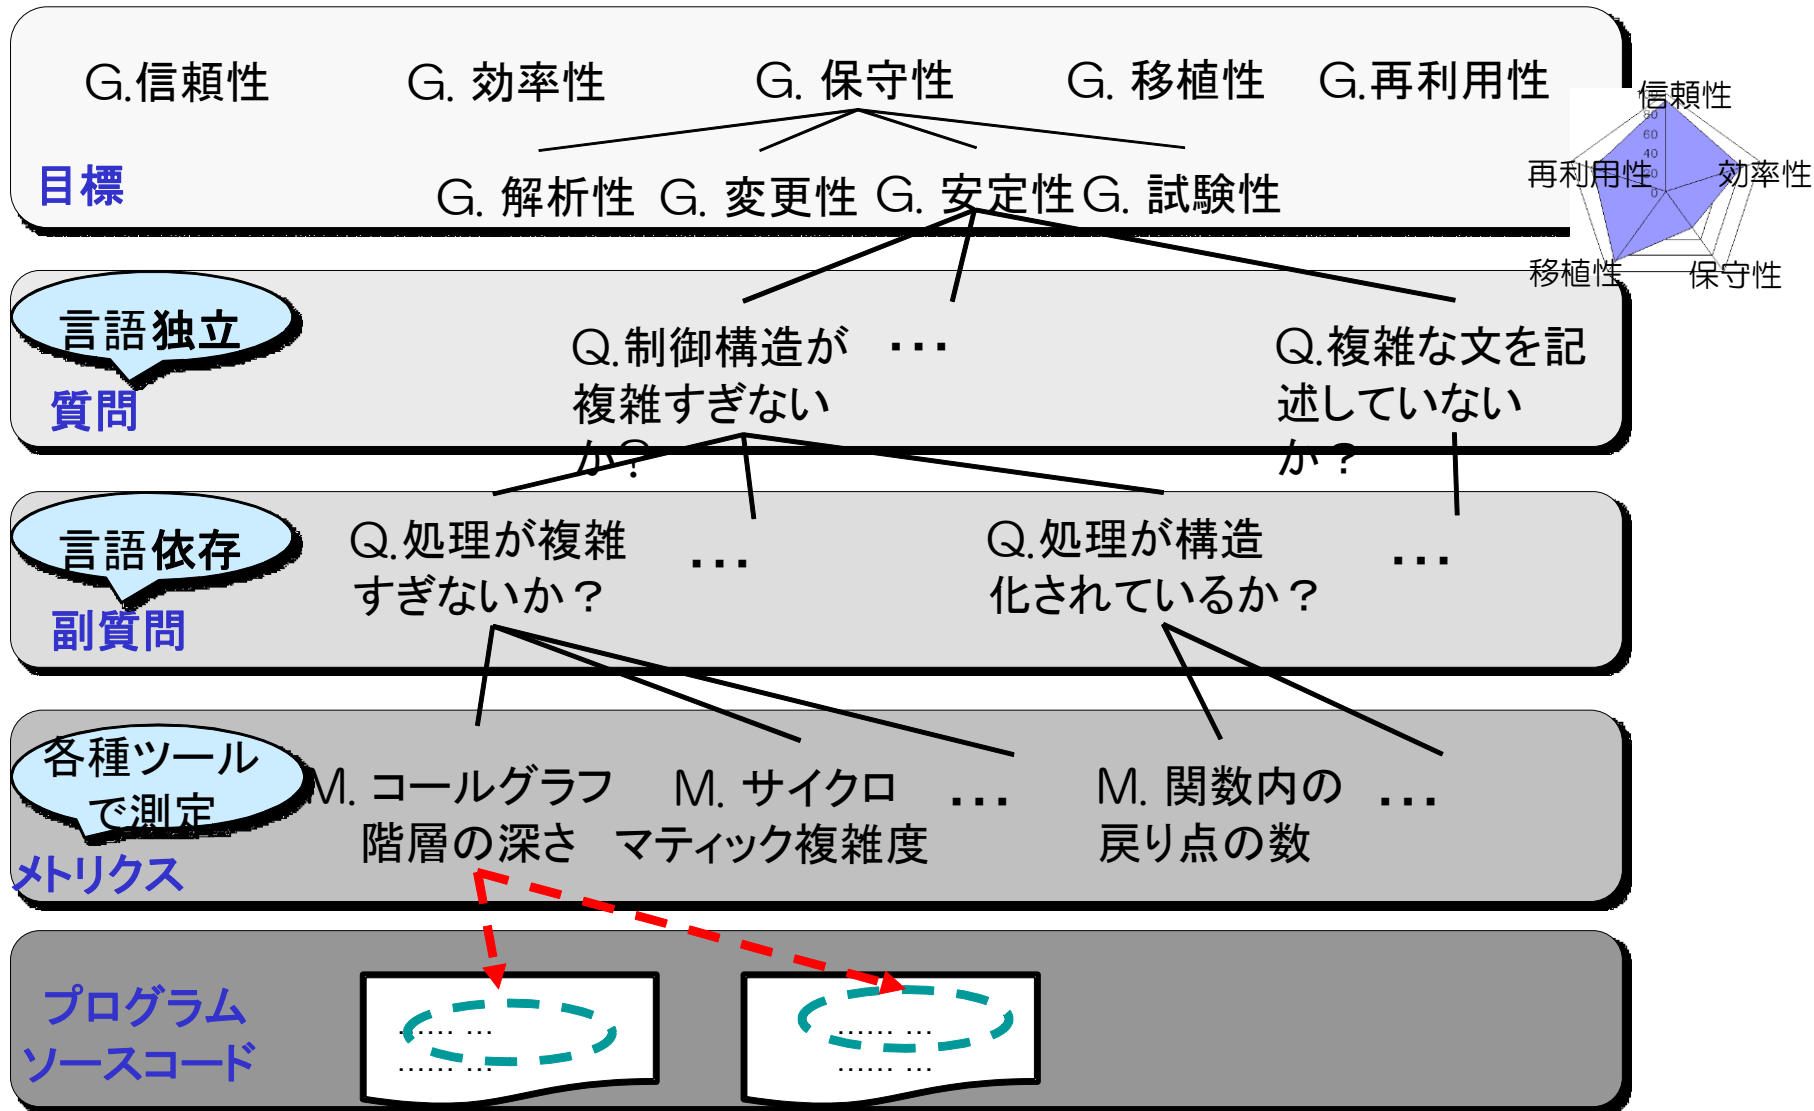 G.信頼性
G. 効率性
G. 保守性
G. 移植性
G.再利用性
目標
G. 解析性
G. 変更性
G. 安定性
G. 試験性
信頼性
80
60
40
20
0
再利用性
効率性
移植性
保守性
言語独立
質問
Q.制御構造が
複雑すぎない
か?
・・・
Q.複雑な文を記
述していない
か?
言語依存
副質問
Q.処理が複雑
すぎないか?
・・・
Q.処理が構造
化されているか?
・・・
各種ツール
で測定
メトリクス
M. コールグラフ
階層の深さ
M. サイクロ
マティック複雑度
・・・
M. 関数内の
戻り点の数
・・・
プログラム
ソースコード
...... ...
...... ...
...... ...
...... ...